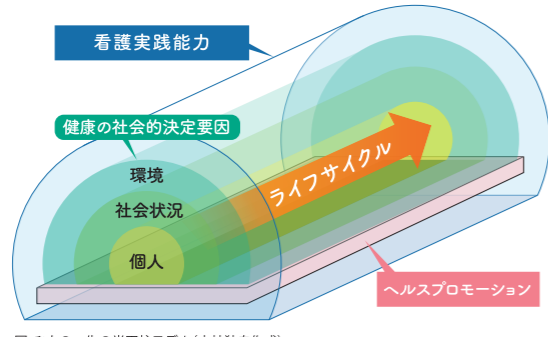 看護実践能力
健康の社会的決定要因
環境
社会状況
個人
ライフサイクル
ヘルスプロモーション